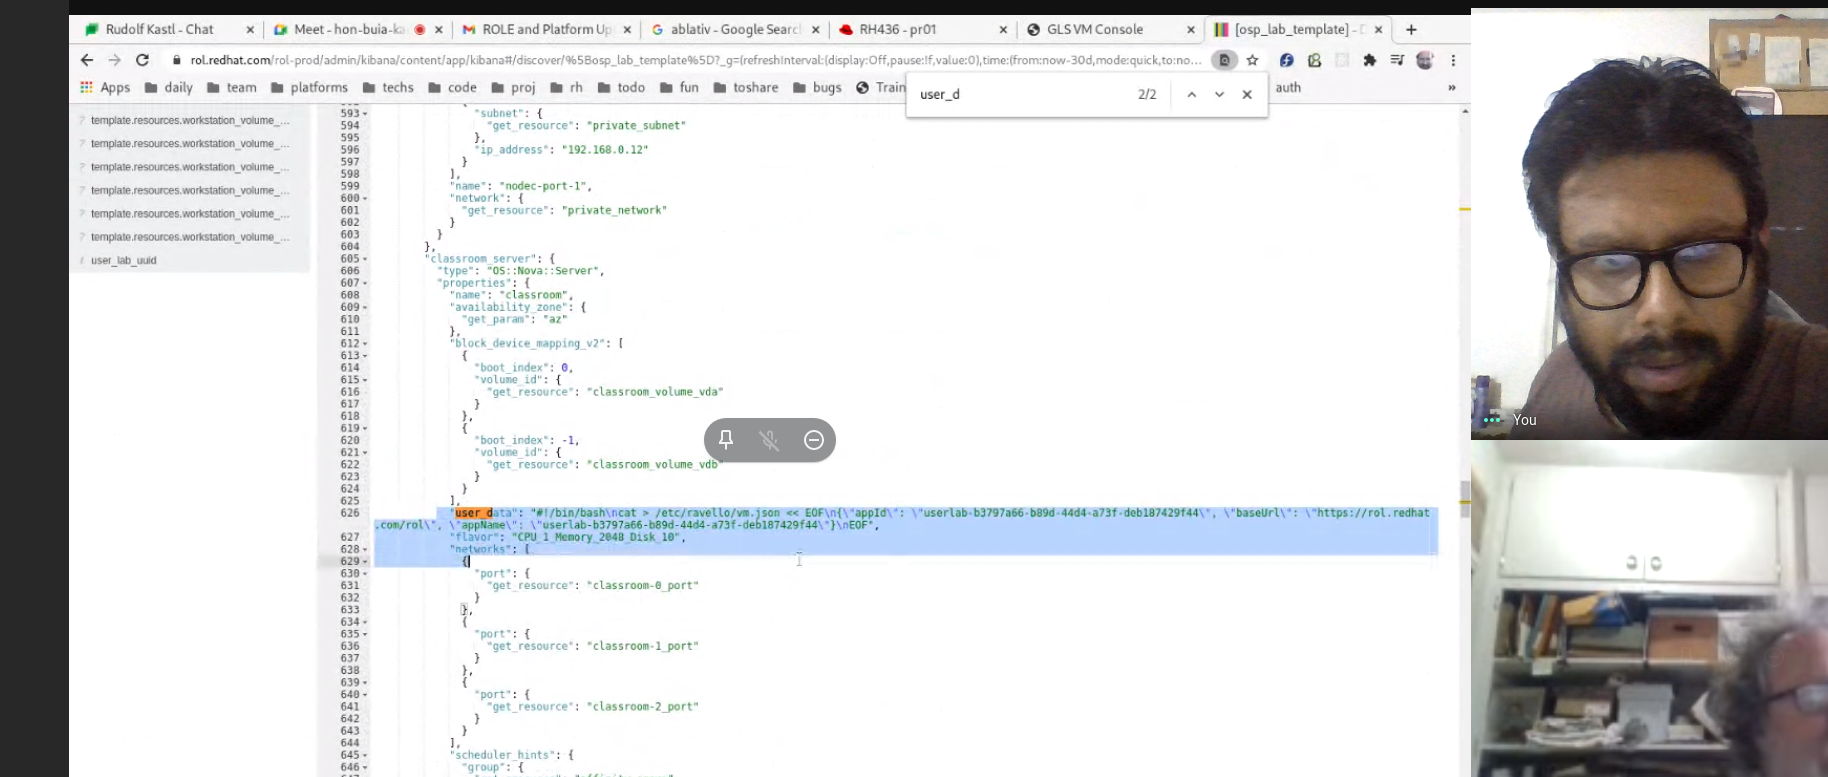 Rudolf Kastl - Chat
Meet - hon-buia-ka
ROLE and Platform Up
ablativ - Google Search
RH436 - pr01
GLS VM Console
[osp_lab_template] - D
rol.redhat.com/rol-prod/admin/kibana/content/app/kibana#/discover/%5Bosp_lab_template%5D?_g=(refreshInterval:(display:Off,pause:!f,value:0),time:(from:now-30d,mode:quick,to:no...
Apps daily team platforms techs code proj rh todo fun toshare bugs Train auth »
user_d 2/2
template.resources.workstation_volume_...
template.resources.workstation_volume_...
template.resources.workstation_volume_...
template.resources.workstation_volume_...
template.resources.workstation_volume_...
template.resources.workstation_volume_...
user_lab_uuid
593 "subnet": {
594 "get_resource": "private_subnet"
595 },
596 "ip_address": "192.168.0.12"
597 }
598 ],
599 "name": "nodec-port-1",
600 "network": {
601 "get_resource": "private_network"
602 }
603 }
604 },
605 "classroom_server": {
606 "type": "OS::Nova::Server",
607 "properties": {
608 "name": "classroom",
609 "availability_zone": {
610 "get_param": "az"
611 },
612 "block_device_mapping_v2": [
613 {
614 "boot_index": 0,
615 "volume_id": {
616 "get_resource": "classroom_volume_vda"
617 }
618 },
619 {
620 "boot_index": -1,
621 "volume_id": {
622 "get_resource": "classroom_volume_vdb"
623 }
624 }
625 ],
626 "user_data": "#!/bin/bash\ncat > /etc/ravello/vm.json << EOF\n{\"appId\": \"userlab-b3797a66-b89d-44d4-a73f-deb187429f44\", \"baseUrl\": \"https://rol.redhat
.com/rol\", \"appName\": \"userlab-b3797a66-b89d-44d4-a73f-deb187429f44\"}\nEOF",
627 "flavor": "CPU_1_Memory_2048_Disk_10",
628 "networks": [
629 {
630 "port": {
631 "get_resource": "classroom-0_port"
632 }
633 },
634 {
635 "port": {
636 "get_resource": "classroom-1_port"
637 }
638 },
639 {
640 "port": {
641 "get_resource": "classroom-2_port"
642 }
643 }
644 ],
645 "scheduler_hints": {
646 "group": {
You